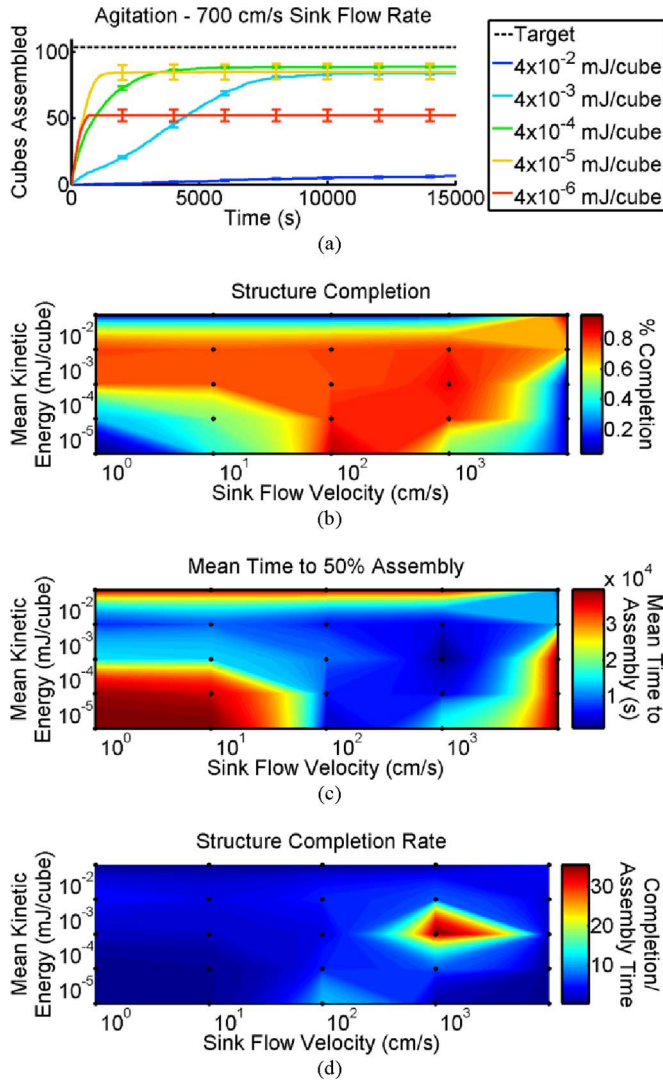 Agitation - 700 cm/s Sink Flow Rate
100
50
0
Cubes Assembled
0 5000 10000 15000
Time (s)
Target
4x10⁻² mJ/cube
4x10⁻³ mJ/cube
4x10⁻⁴ mJ/cube
4x10⁻⁵ mJ/cube
4x10⁻⁶ mJ/cube
(a)
Structure Completion
Mean Kinetic
Energy (mJ/cube)
10⁻²
10⁻³
10⁻⁴
10⁻⁵
10⁰ 10¹ 10² 10³
Sink Flow Velocity (cm/s)
0.8
0.6
0.4
0.2
% Completion
(b)
Mean Time to 50% Assembly
Mean Kinetic
Energy (mJ/cube)
10⁻²
10⁻³
10⁻⁴
10⁻⁵
10⁰ 10¹ 10² 10³
Sink Flow Velocity (cm/s)
x 10⁴
3
2
1
Mean Time to
Assembly (s)
(c)
Structure Completion Rate
Mean Kinetic
Energy (mJ/cube)
10⁻²
10⁻³
10⁻⁴
10⁻⁵
10⁰ 10¹ 10² 10³
Sink Flow Velocity (cm/s)
30
20
10
Completion/
Assembly Time
(d)